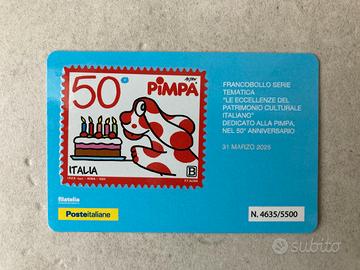 50°
PiMPA
ITALIA
B
FRANCOBOLLO SERIE
TEMATICA
"LE ECCELLENZE DEL
PATRIMONIO CULTURALE
ITALIANO"
DEDICATO ALLA PIMPA,
NEL 50° ANNIVERSARIO
31 MARZO 2025
filatelia
Posteitaliane
N. 4635/5500
subito